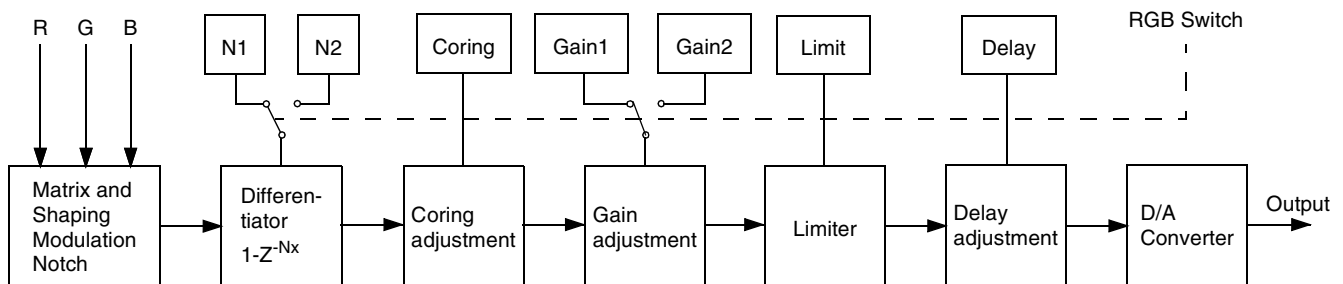 RGB Switch
R G B
N1 N2 Coring Gain1 Gain2 Limit Delay
Matrix and
Shaping
Modulation
Notch
Differen-
tiator
1-Z^-Nx
Coring
adjustment
Gain
adjustment
Limiter
Delay
adjustment
D/A
Converter
Output